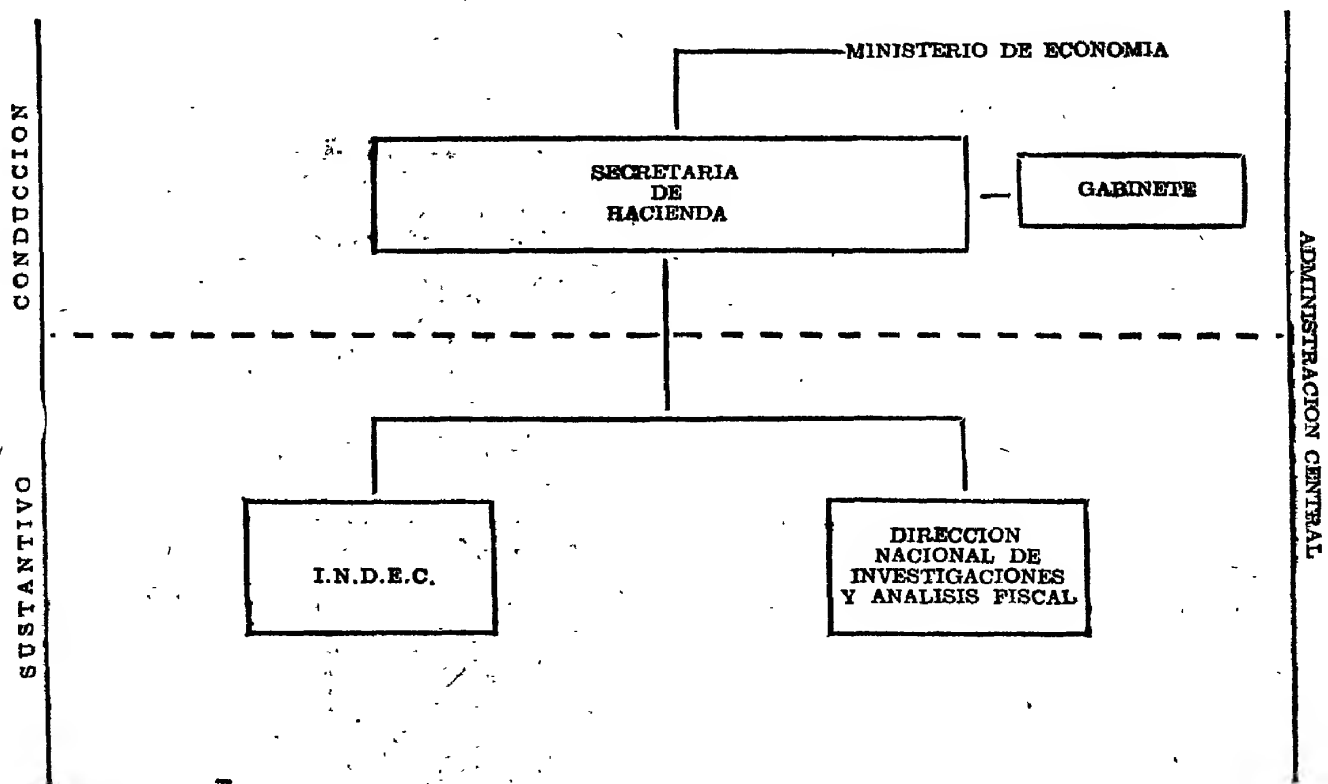 MINISTERIO DE ECONOMIA
CONDUCCION
SECRETARIA
DE
HACIENDA
GABINETE
ADMINISTRACION CENTRAL
SUSTANTIVO
I.N.D.E.C.
DIRECCION
NACIONAL DE
INVESTIGACIONES
Y ANALISIS FISCAL